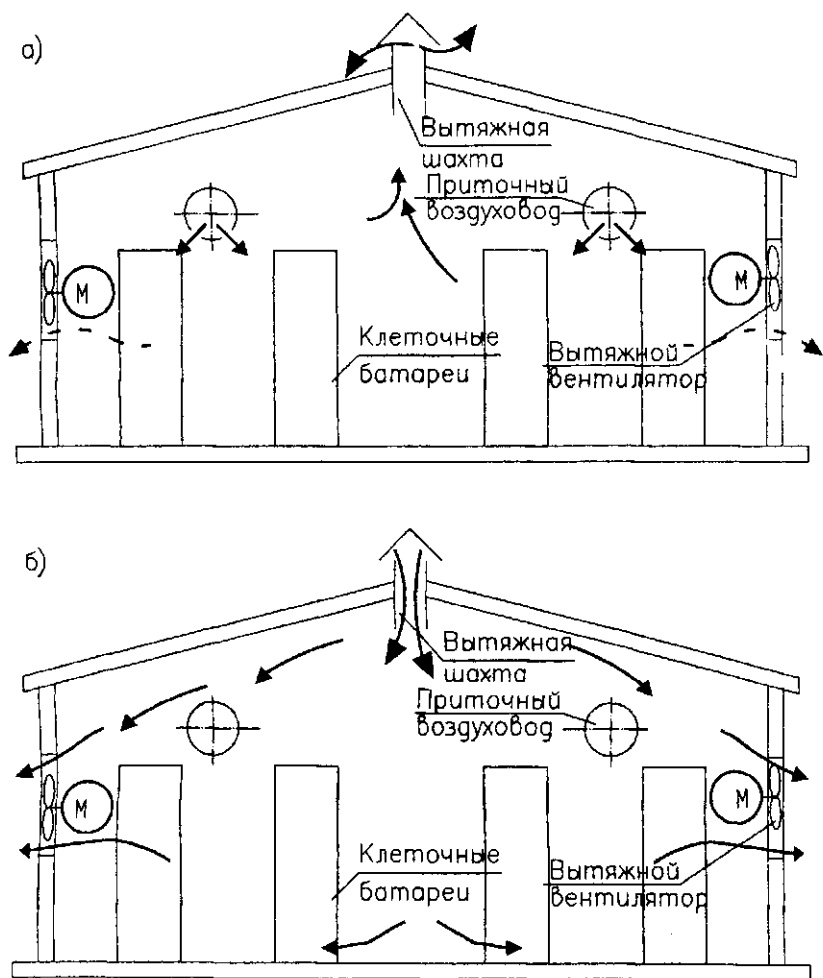 а)
Вытяжная
шахта
Приточный
воздуховод
М
М
Клеточные
батареи
Вытяжной
вентилятор
б)
Вытяжная
шахта
Приточный
воздуховод
М
М
Клеточные
батареи
Вытяжной
вентилятор